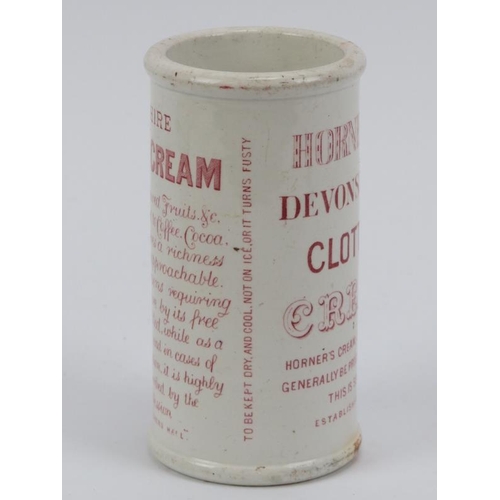 HIRE
CREAM
Fruits, &c.
Coffee, Cocoa.
a richness
approachable.
requiring
by its free
while as a
in cases of
it is highly
by the
TO BE KEPT DRY, AND COOL, NOT ON ICE, OR IT TURNS FUSTY
HORN
DEVONS
CLOT
CRE
HORNER'S CREAM
GENERALLY BE
THIS IS
ESTABLIS